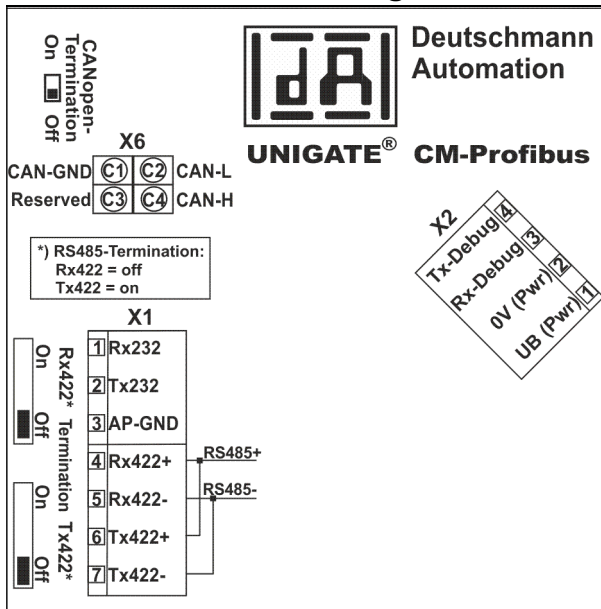 CANopen-
Termination
On
Off
dA
Deutschmann
Automation
UNIGATE® CM-Profibus
X6
CAN-GND C1 C2 CAN-L
Reserved C3 C4 CAN-H
*) RS485-Termination:
Rx422 = off
Tx422 = on
X2
Tx-Debug 4
Rx-Debug 3
0V (Pwr) 2
UB (Pwr) 1
X1
1 Rx232
2 Tx232
3 AP-GND
4 Rx422+
5 Rx422-
6 Tx422+
7 Tx422-
RS485+
RS485-
Rx422* Termination Tx422*
On
Off
On
Off